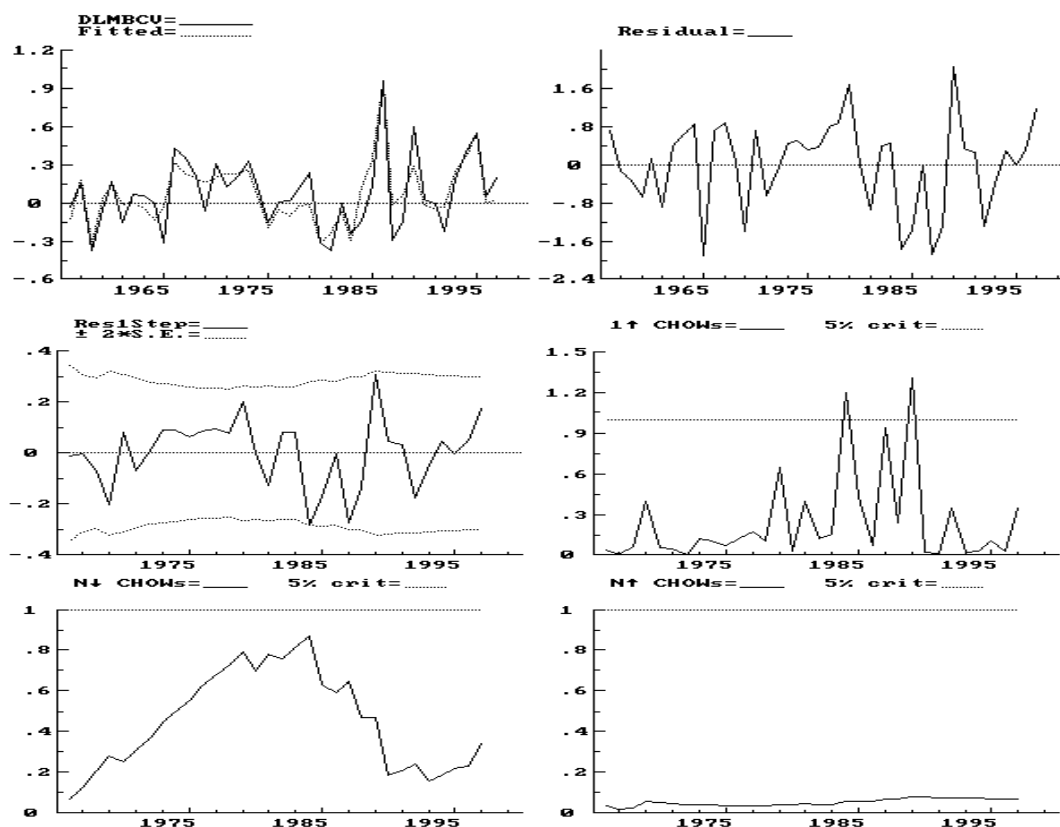 DLMBCV=
Fitted=
1.2
.9
.6
.3
0
-.3
-.6
1965 1975 1985 1995
Residual=
1.6
.8
0
-.8
-1.6
-2.4
1965 1975 1985 1995
Res1Step=
± 2*S.E.=
.4
.2
0
-.2
-.4
1975 1985 1995
1↑ CHOWs= 5% crit=
1.5
1.2
.9
.6
.3
0
1975 1985 1995
N↓ CHOWs= 5% crit=
1
.8
.6
.4
.2
0
1975 1985 1995
N↑ CHOWs= 5% crit=
1
.8
.6
.4
.2
0
1975 1985 1995